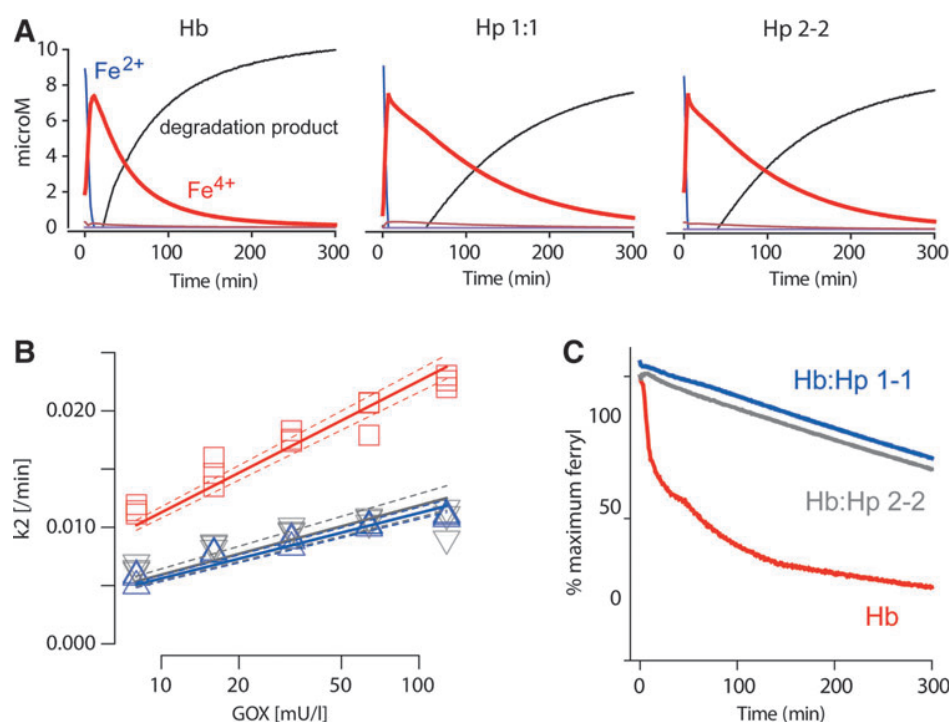 A
Hb
Hp 1:1
Hp 2-2
microM
10
8
6
4
2
0
Fe2+
degradation product
Fe4+
0
100
200
300
0
100
200
300
0
100
200
300
Time (min)
Time (min)
Time (min)
B
k2 [/min]
0.020
0.010
0.000
10
20
50
100
GOX [mU/l]
C
% maximum ferryl
100
50
0
Hb:Hp 1-1
Hb:Hp 2-2
Hb
0
100
200
300
Time (min)